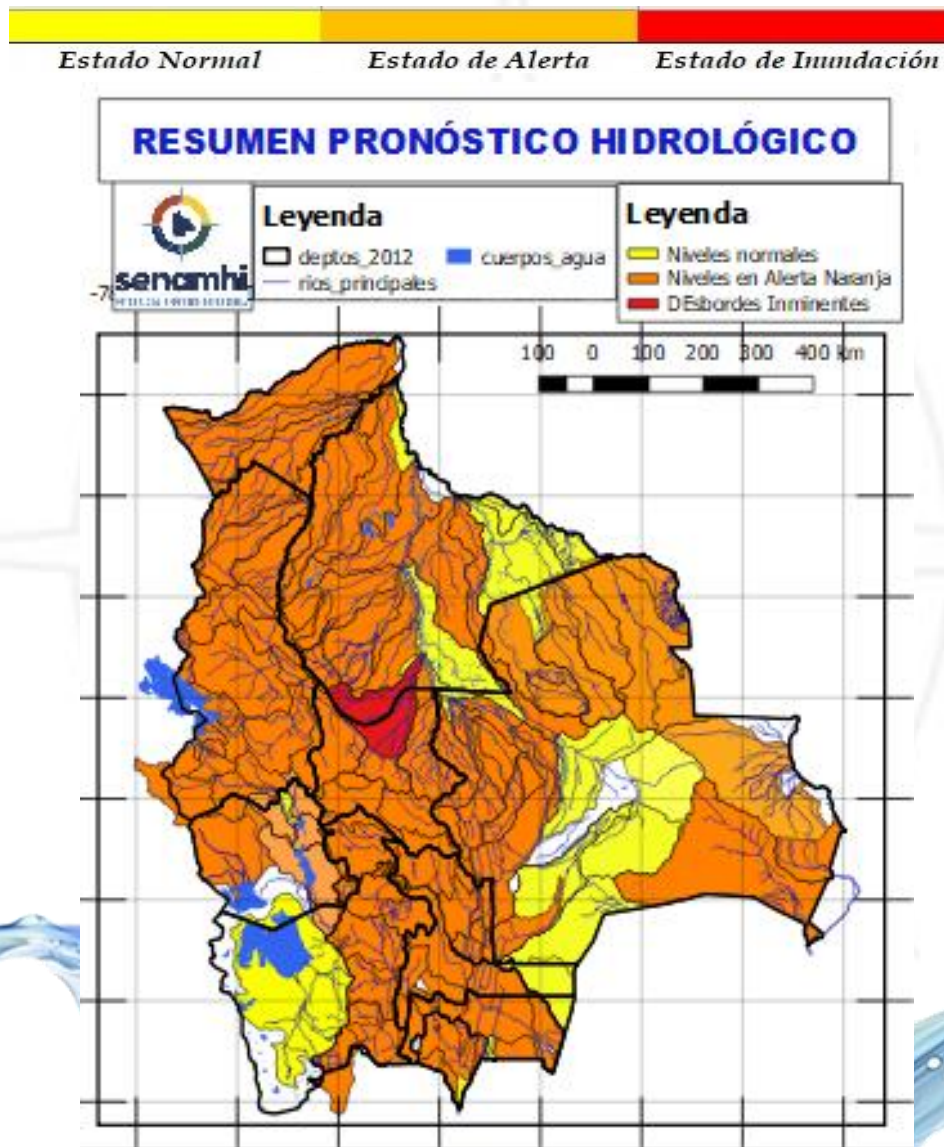 Estado Normal Estado de Alerta Estado de Inundación
RESUMEN PRONÓSTICO HIDROLÓGICO
senamhi
Leyenda
deptos_2012 cuerpos_agua
rios_principales
Leyenda
Niveles normales
Niveles en Alerta Naranja
DEsbordes Inminentes
100 0 100 200 300 400 km